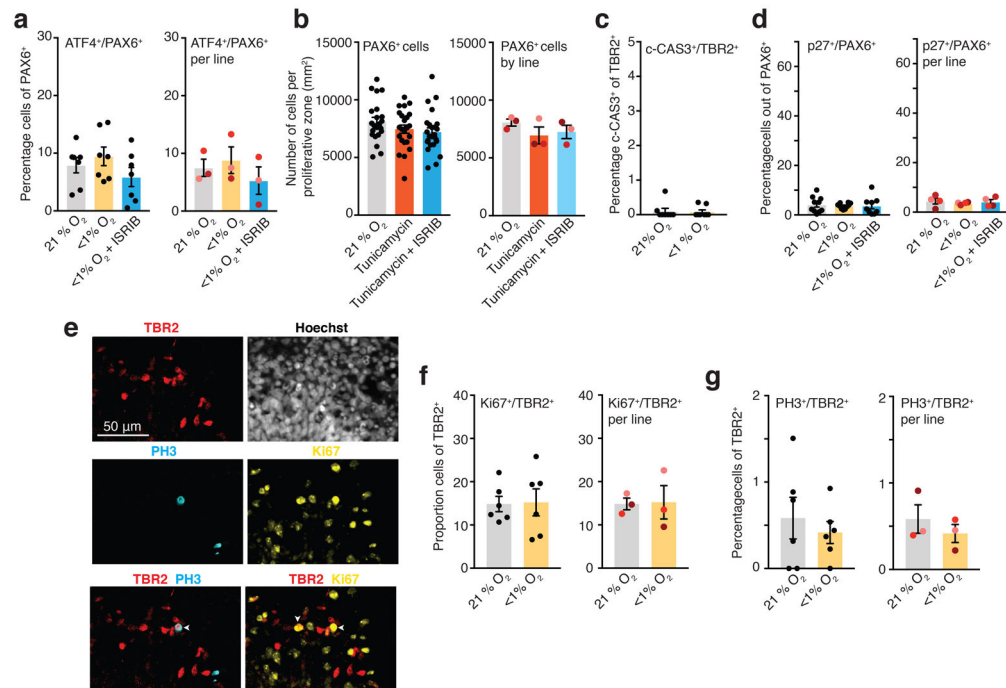 a
Percentage cells of PAX6⁺
30
20
10
0
ATF4⁺/PAX6⁺
21 % O₂
<1% O₂
<1% O₂ + ISRIB
30
20
10
0
ATF4⁺/PAX6⁺
per line
21 % O₂
<1% O₂
<1% O₂ + ISRIB
b
Number of cells per
proliferative zone (mm²)
15000
10000
5000
0
PAX6⁺ cells
21 % O₂
Tunicamycin
Tunicamycin + ISRIB
15000
10000
5000
0
PAX6⁺ cells
by line
21 % O₂
Tunicamycin
Tunicamycin + ISRIB
c
Percentage c-CAS3⁺ of TBR2⁺
5
4
3
2
1
0
c-CAS3⁺/TBR2⁺
21% O₂
<1 % O₂
d
Percentagecells out of PAX6⁺
60
40
20
0
p27⁺/PAX6⁺
21 % O₂
<1% O₂
<1% O₂ + ISRIB
60
40
20
0
p27⁺/PAX6⁺
per line
21 % O₂
<1% O₂
<1% O₂ + ISRIB
e
TBR2
Hoechst
50 µm
PH3
Ki67
TBR2 PH3
TBR2 Ki67
f
Proportion cells of TBR2⁺
40
30
20
10
0
Ki67⁺/TBR2⁺
21 % O₂
<1% O₂
40
30
20
10
0
Ki67⁺/TBR2⁺
per line
21 % O₂
<1% O₂
g
Percentagecells of TBR2⁺
2
1
0
PH3⁺/TBR2⁺
21 % O₂
<1% O₂
2
1
0
PH3⁺/TBR2⁺
per line
21 % O₂
<1% O₂